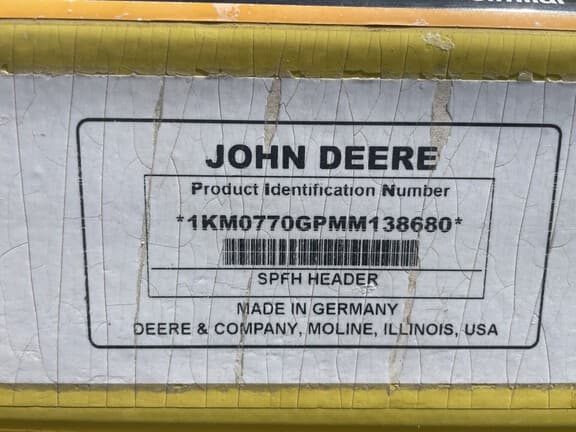 JOHN DEERE
Product Identification Number
*1KM0770GPMM138680*
SPFH HEADER
MADE IN GERMANY
DEERE & COMPANY, MOLINE, ILLINOIS, USA